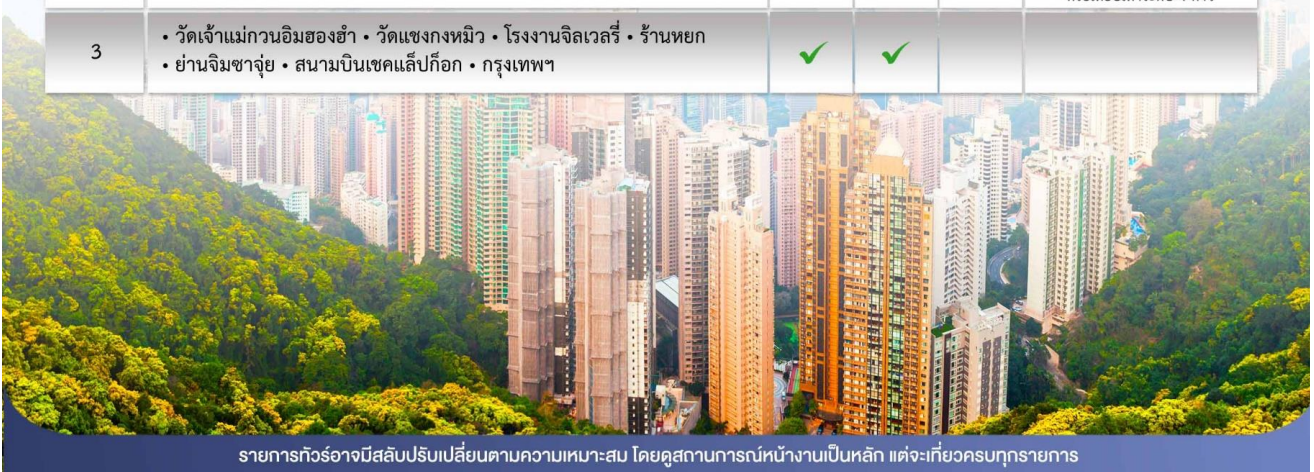 3
• วัดเจ้าแม่กวนอิมฮองฮำ • วัดแชงกงหมิว • โรงงานจิลเวลรี่ • ร้านหยก
• ย่านจิมซาจุ่ย • สนามบินเชคแล็ปก็อก • กรุงเทพฯ
รายการทัวร์อาจมีสลับปรับเปลี่ยนตามความเหมาะสม โดยดูสถานการณ์หน้างานเป็นหลัก แต่จะเที่ยวครบทุกรายการ